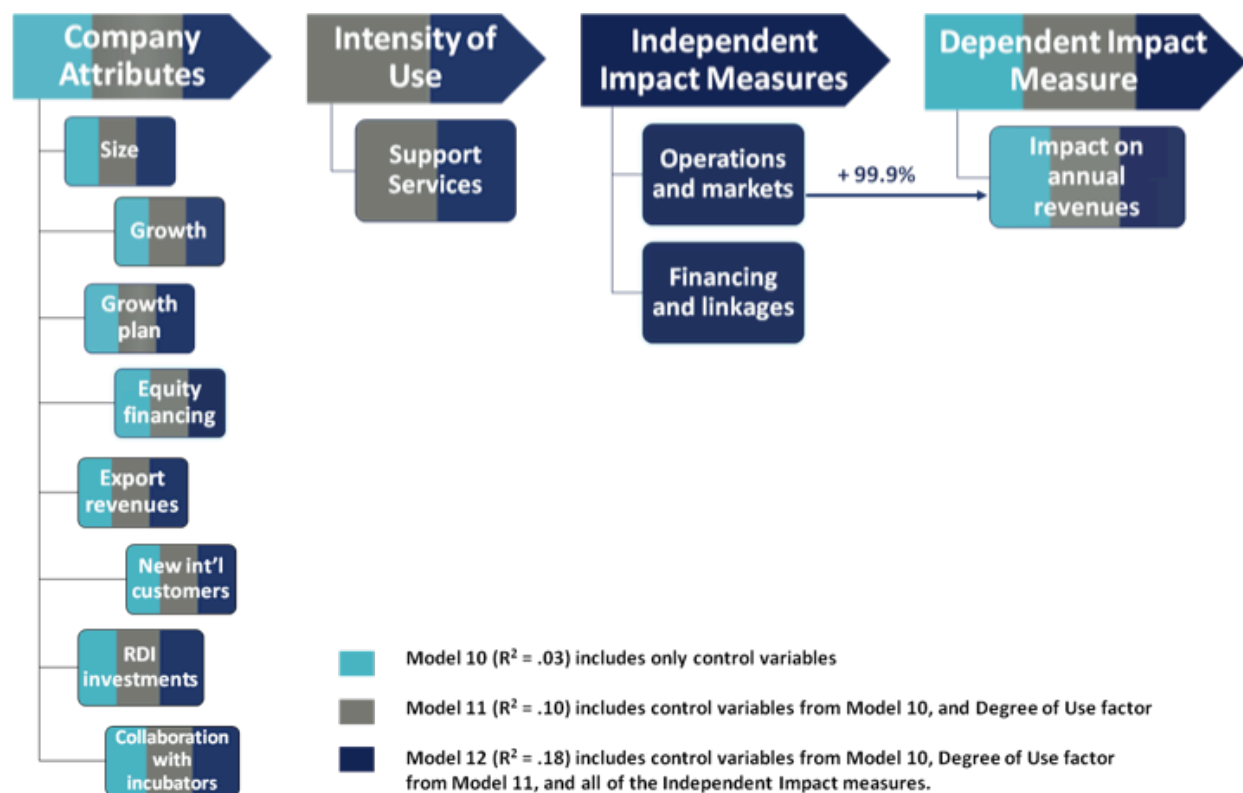 Company
Attributes
Intensity of
Use
Independent
Impact Measures
Dependent Impact
Measure
Size
Growth
Growth
plan
Equity
financing
Export
revenues
New int'l
customers
RDI
investments
Collaboration
with
incubators
Support
Services
Operations
and markets
Financing
and linkages
+ 99.9%
Impact on
annual
revenues
Model 10 (R² = .03) includes only control variables
Model 11 (R² = .10) includes control variables from Model 10, and Degree of Use factor
Model 12 (R² = .18) includes control variables from Model 10, Degree of Use factor
from Model 11, and all of the Independent Impact measures.